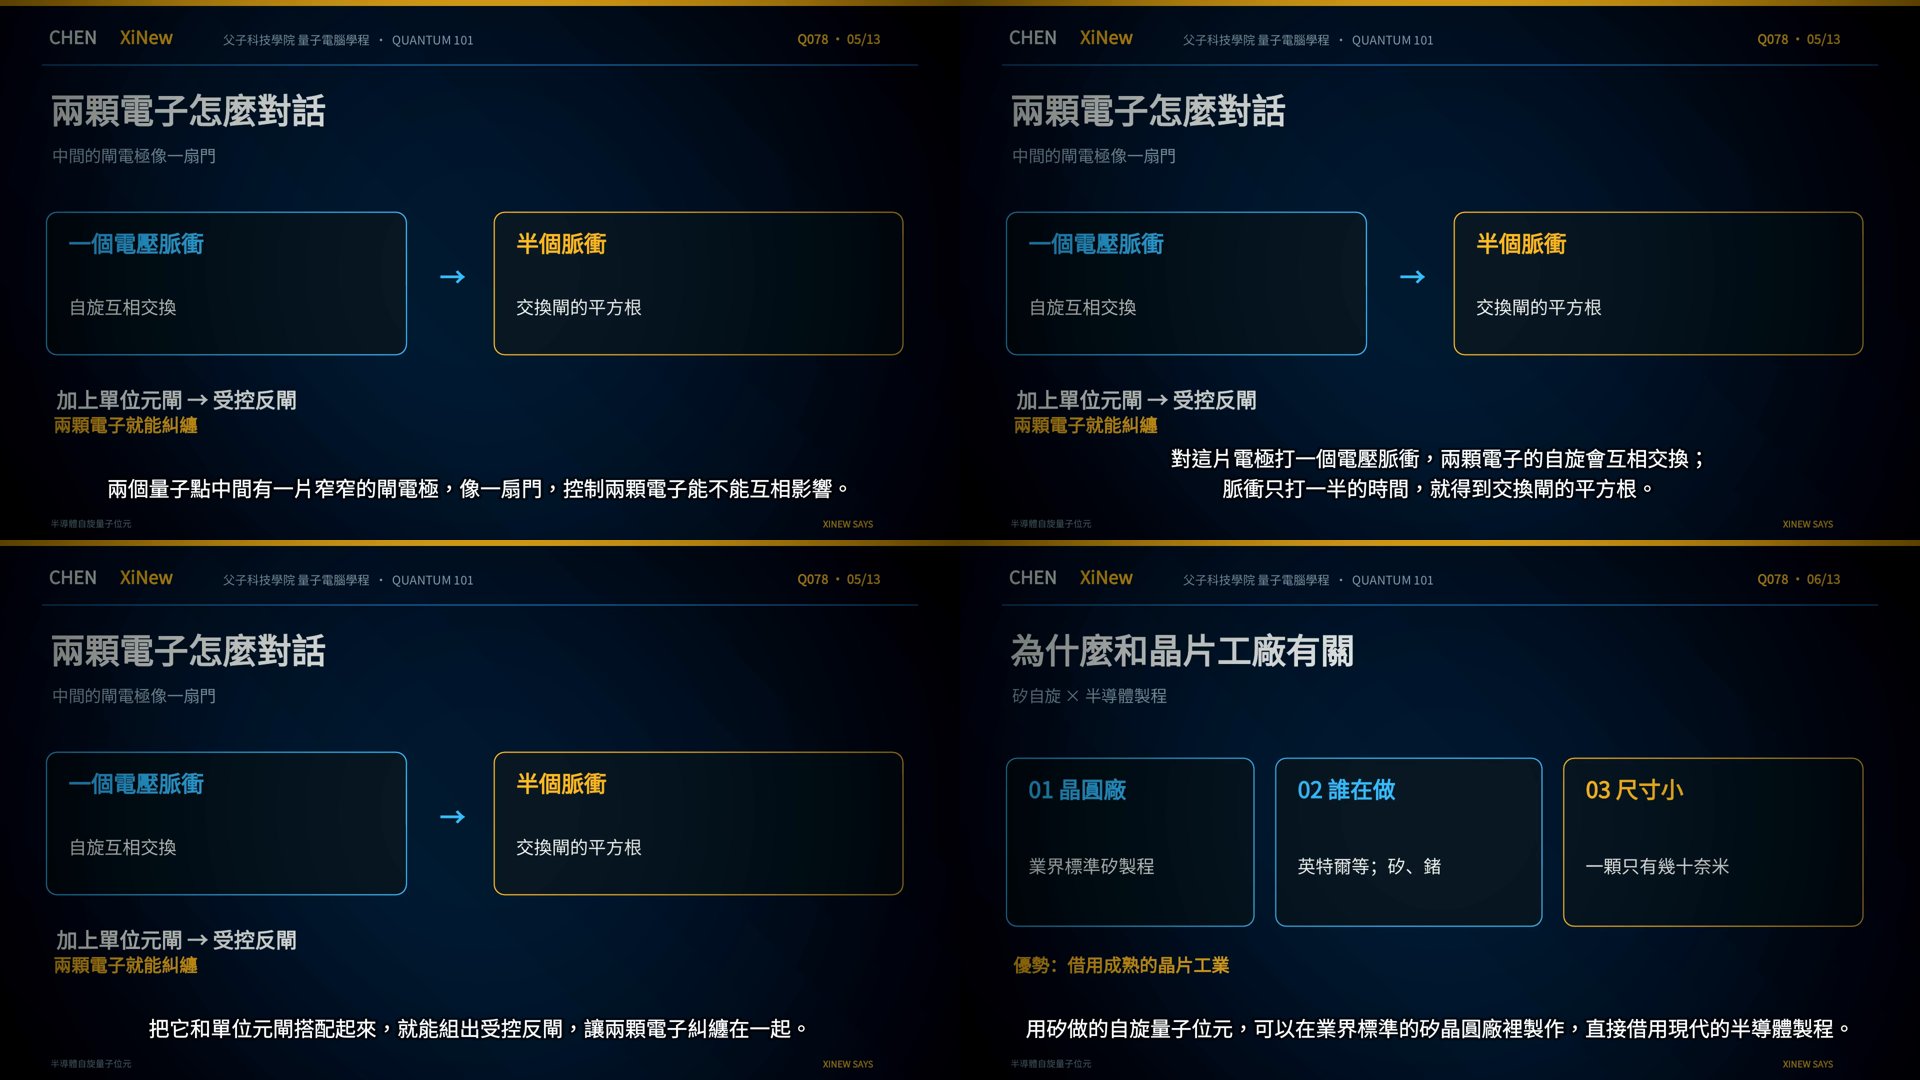 CHEN XiNew 父子科技學院 量子電腦學程 · QUANTUM 101 Q078 · 05/13
兩顆電子怎麼對話
中間的閘電極像一扇門
一個電壓脈衝 → 半個脈衝
自旋互相交換 交換閘的平方根
加上單位元閘 → 受控反閘
兩顆電子就能糾纏
兩個量子點中間有一片窄窄的閘電極，像一扇門，控制兩顆電子能不能互相影響。
半導體自旋量子位元 XINEW SAYS
CHEN XiNew 父子科技學院 量子電腦學程 · QUANTUM 101 Q078 · 05/13
兩顆電子怎麼對話
中間的閘電極像一扇門
一個電壓脈衝 → 半個脈衝
自旋互相交換 交換閘的平方根
加上單位元閘 → 受控反閘
兩顆電子就能糾纏
對這片電極打一個電壓脈衝，兩顆電子的自旋會互相交換；
脈衝只打一半的時間，就得到交換閘的平方根。
半導體自旋量子位元 XINEW SAYS
CHEN XiNew 父子科技學院 量子電腦學程 · QUANTUM 101 Q078 · 05/13
兩顆電子怎麼對話
中間的閘電極像一扇門
一個電壓脈衝 → 半個脈衝
自旋互相交換 交換閘的平方根
加上單位元閘 → 受控反閘
兩顆電子就能糾纏
把它和單位元閘搭配起來，就能組出受控反閘，讓兩顆電子糾纏在一起。
半導體自旋量子位元 XINEW SAYS
CHEN XiNew 父子科技學院 量子電腦學程 · QUANTUM 101 Q078 · 06/13
為什麼和晶片工廠有關
矽自旋 × 半導體製程
01 晶圓廠 02 誰在做 03 尺寸小
業界標準矽製程 英特爾等；矽、鍺 一顆只有幾十奈米
優勢：借用成熟的晶片工業
用矽做的自旋量子位元，可以在業界標準的矽晶圓廠裡製作，直接借用現代的半導體製程。
半導體自旋量子位元 XINEW SAYS